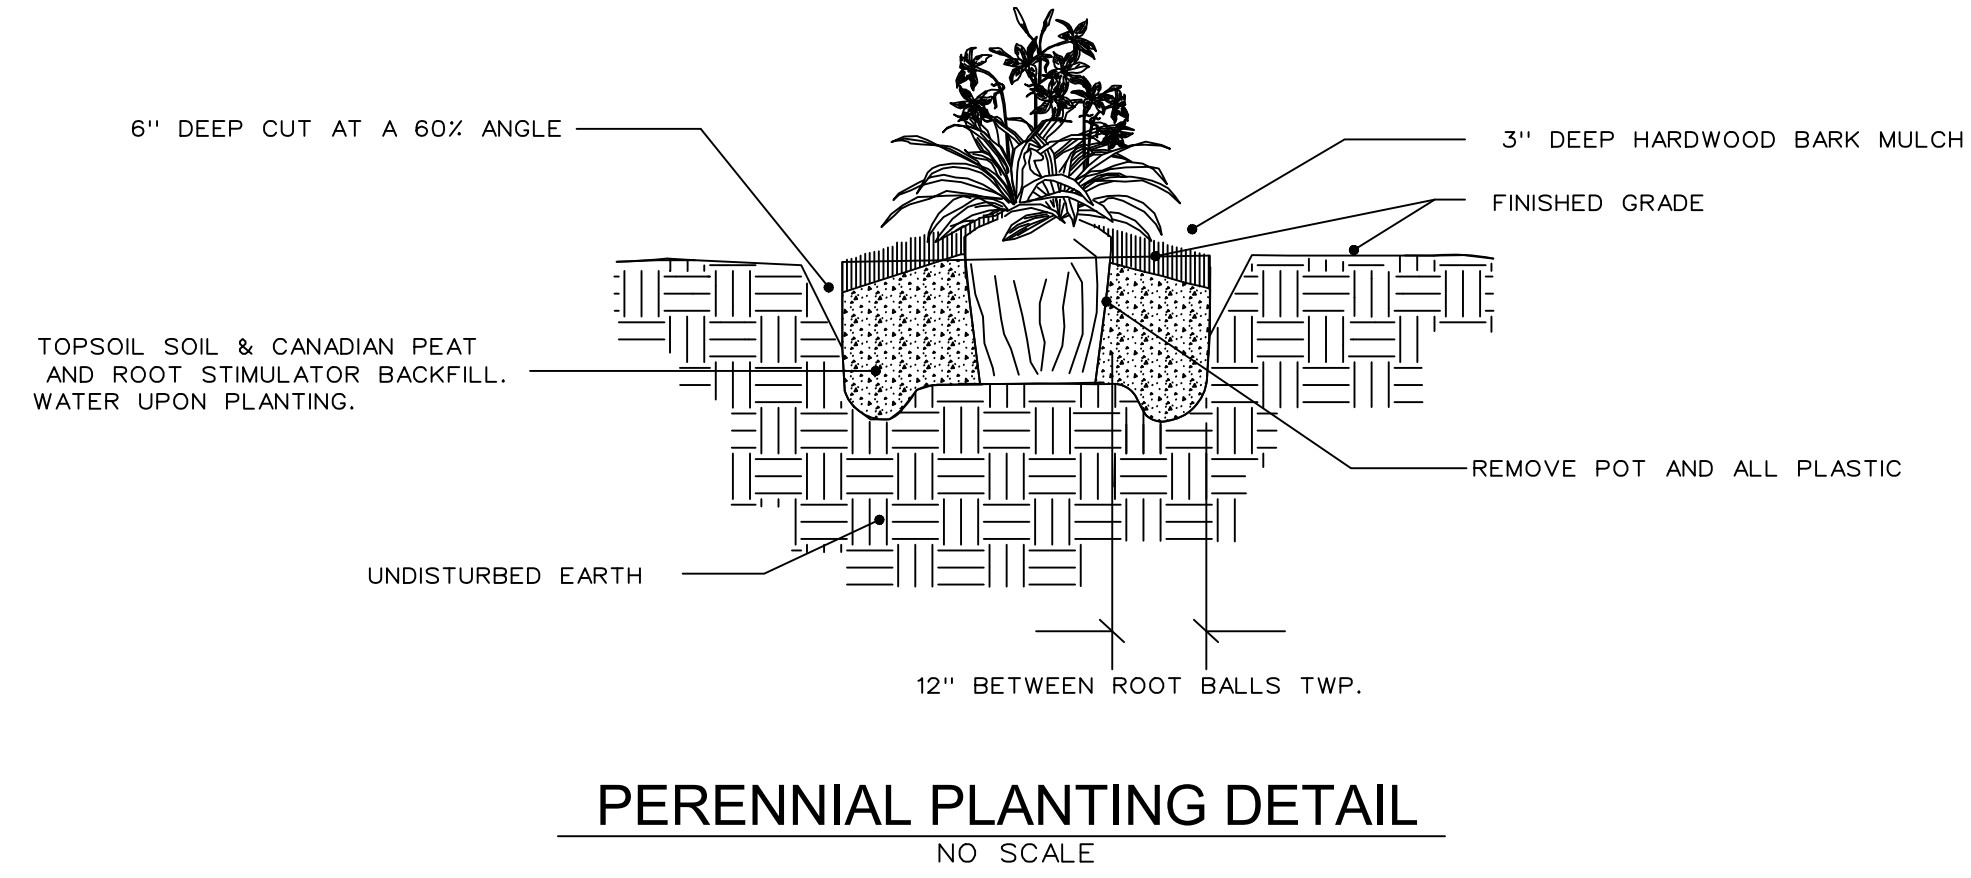 6" DEEP CUT AT A 60% ANGLE
3" DEEP HARDWOOD BARK MULCH
FINISHED GRADE
TOPSOIL SOIL & CANADIAN PEAT
AND ROOT STIMULATOR BACKFILL.
WATER UPON PLANTING.
REMOVE POT AND ALL PLASTIC
UNDISTURBED EARTH
12" BETWEEN ROOT BALLS TWP.
PERENNIAL PLANTING DETAIL
NO SCALE